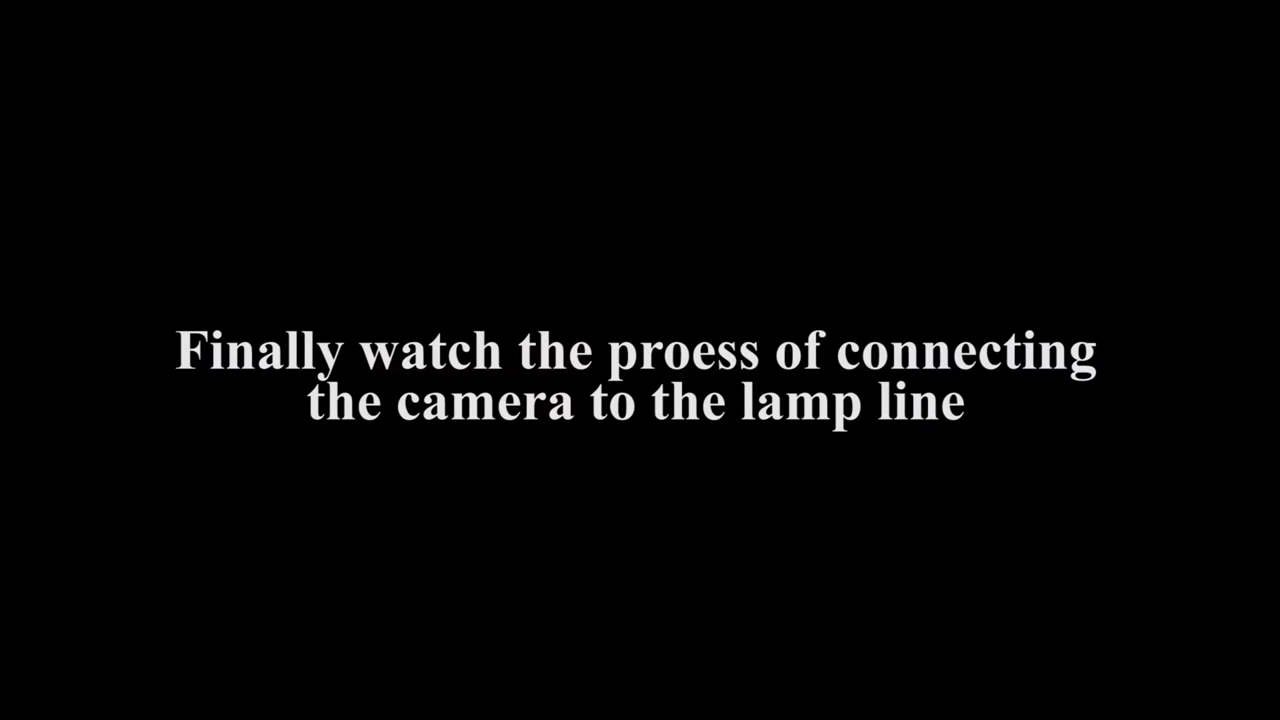 Finally watch the proess of connecting
the camera to the lamp line